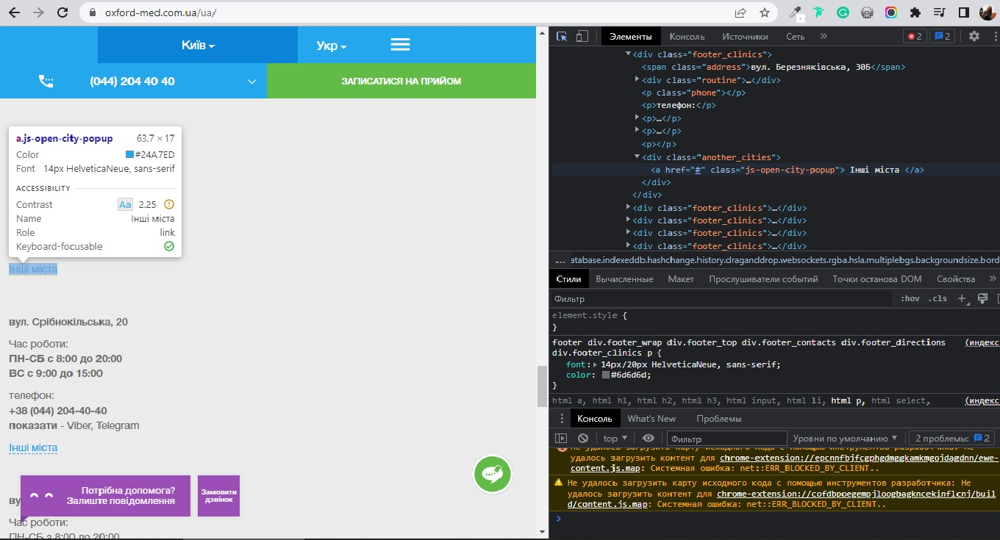 oxford-med.com.ua/ua/
Київ
Укр
(044) 204 40 40
ЗАПИСАТИСЯ НА ПРИЙОМ
a.js-open-city-popup 63.7 × 17
Color #24A7ED
Font 14px HelveticaNeue, sans-serif
ACCESSIBILITY
Contrast Aa 2.25
Name Інші міста
Role link
Keyboard-focusable
Інші міста
вул. Срібнокільська, 20
Час роботи:
ПН-СБ с 8:00 до 20:00
ВС с 9:00 до 15:00
телефон:
+38 (044) 204-40-40
показати - Viber, Telegram
Інші міста
Потрібна допомога?
Залиште повідомлення
Замовити
дзвінок
ву
Час роботи:
ПН-СБ з 8:00 до 20:00
Элементы Консоль Источники Сеть » 2 2
<div class="footer_clinics">
<span class="address">вул. Березняківська, 30Б</span>
<div class="routine">…</div>
<p class="phone"></p>
<p>телефон:</p>
<p>…</p>
<p>…</p>
<p></p>
<div class="another_cities">
<a href="#" class="js-open-city-popup"> Інші міста </a>
</div>
</div>
<div class="footer_clinics">…</div>
<div class="footer_clinics">…</div>
<div class="footer_clinics">…</div>
<div class="footer_clinics">…</div>
... atabase.indexeddb.hashchange.history.draganddrop.websockets.rgba.hsla.multiplebgs.backgroundsize.bord
Стили Вычисленные Макет Прослушиватели событий Точки останова DOM Свойства »
Фильтр :hov .cls +
element.style {
}
footer div.footer_wrap div.footer_top div.footer_contacts div.footer_directions (индекс
div.footer_clinics p {
font: 14px/20px HelveticaNeue, sans-serif;
color: #6d6d6d;
}
html a, html h1, html h2, html h3, html input, html li, html p, html select, (индекс
Консоль What's New Проблемы
top Фильтр Уровни по умолчанию 2 проблемы: 2
Не удалось загрузить карту исходного кода с помощью инструментов разработчика: Не
удалось загрузить контент для chrome-extension://epcnnfbjfcgphgdmggkamkmgojdagdnn/ewe-
content.js.map: Системная ошибка: net::ERR_BLOCKED_BY_CLIENT..
Не удалось загрузить карту исходного кода с помощью инструментов разработчика: Не
удалось загрузить контент для chrome-extension://cofdbpoegempjloogbagkncekinflcnj/buil
d/content.js.map: Системная ошибка: net::ERR_BLOCKED_BY_CLIENT..